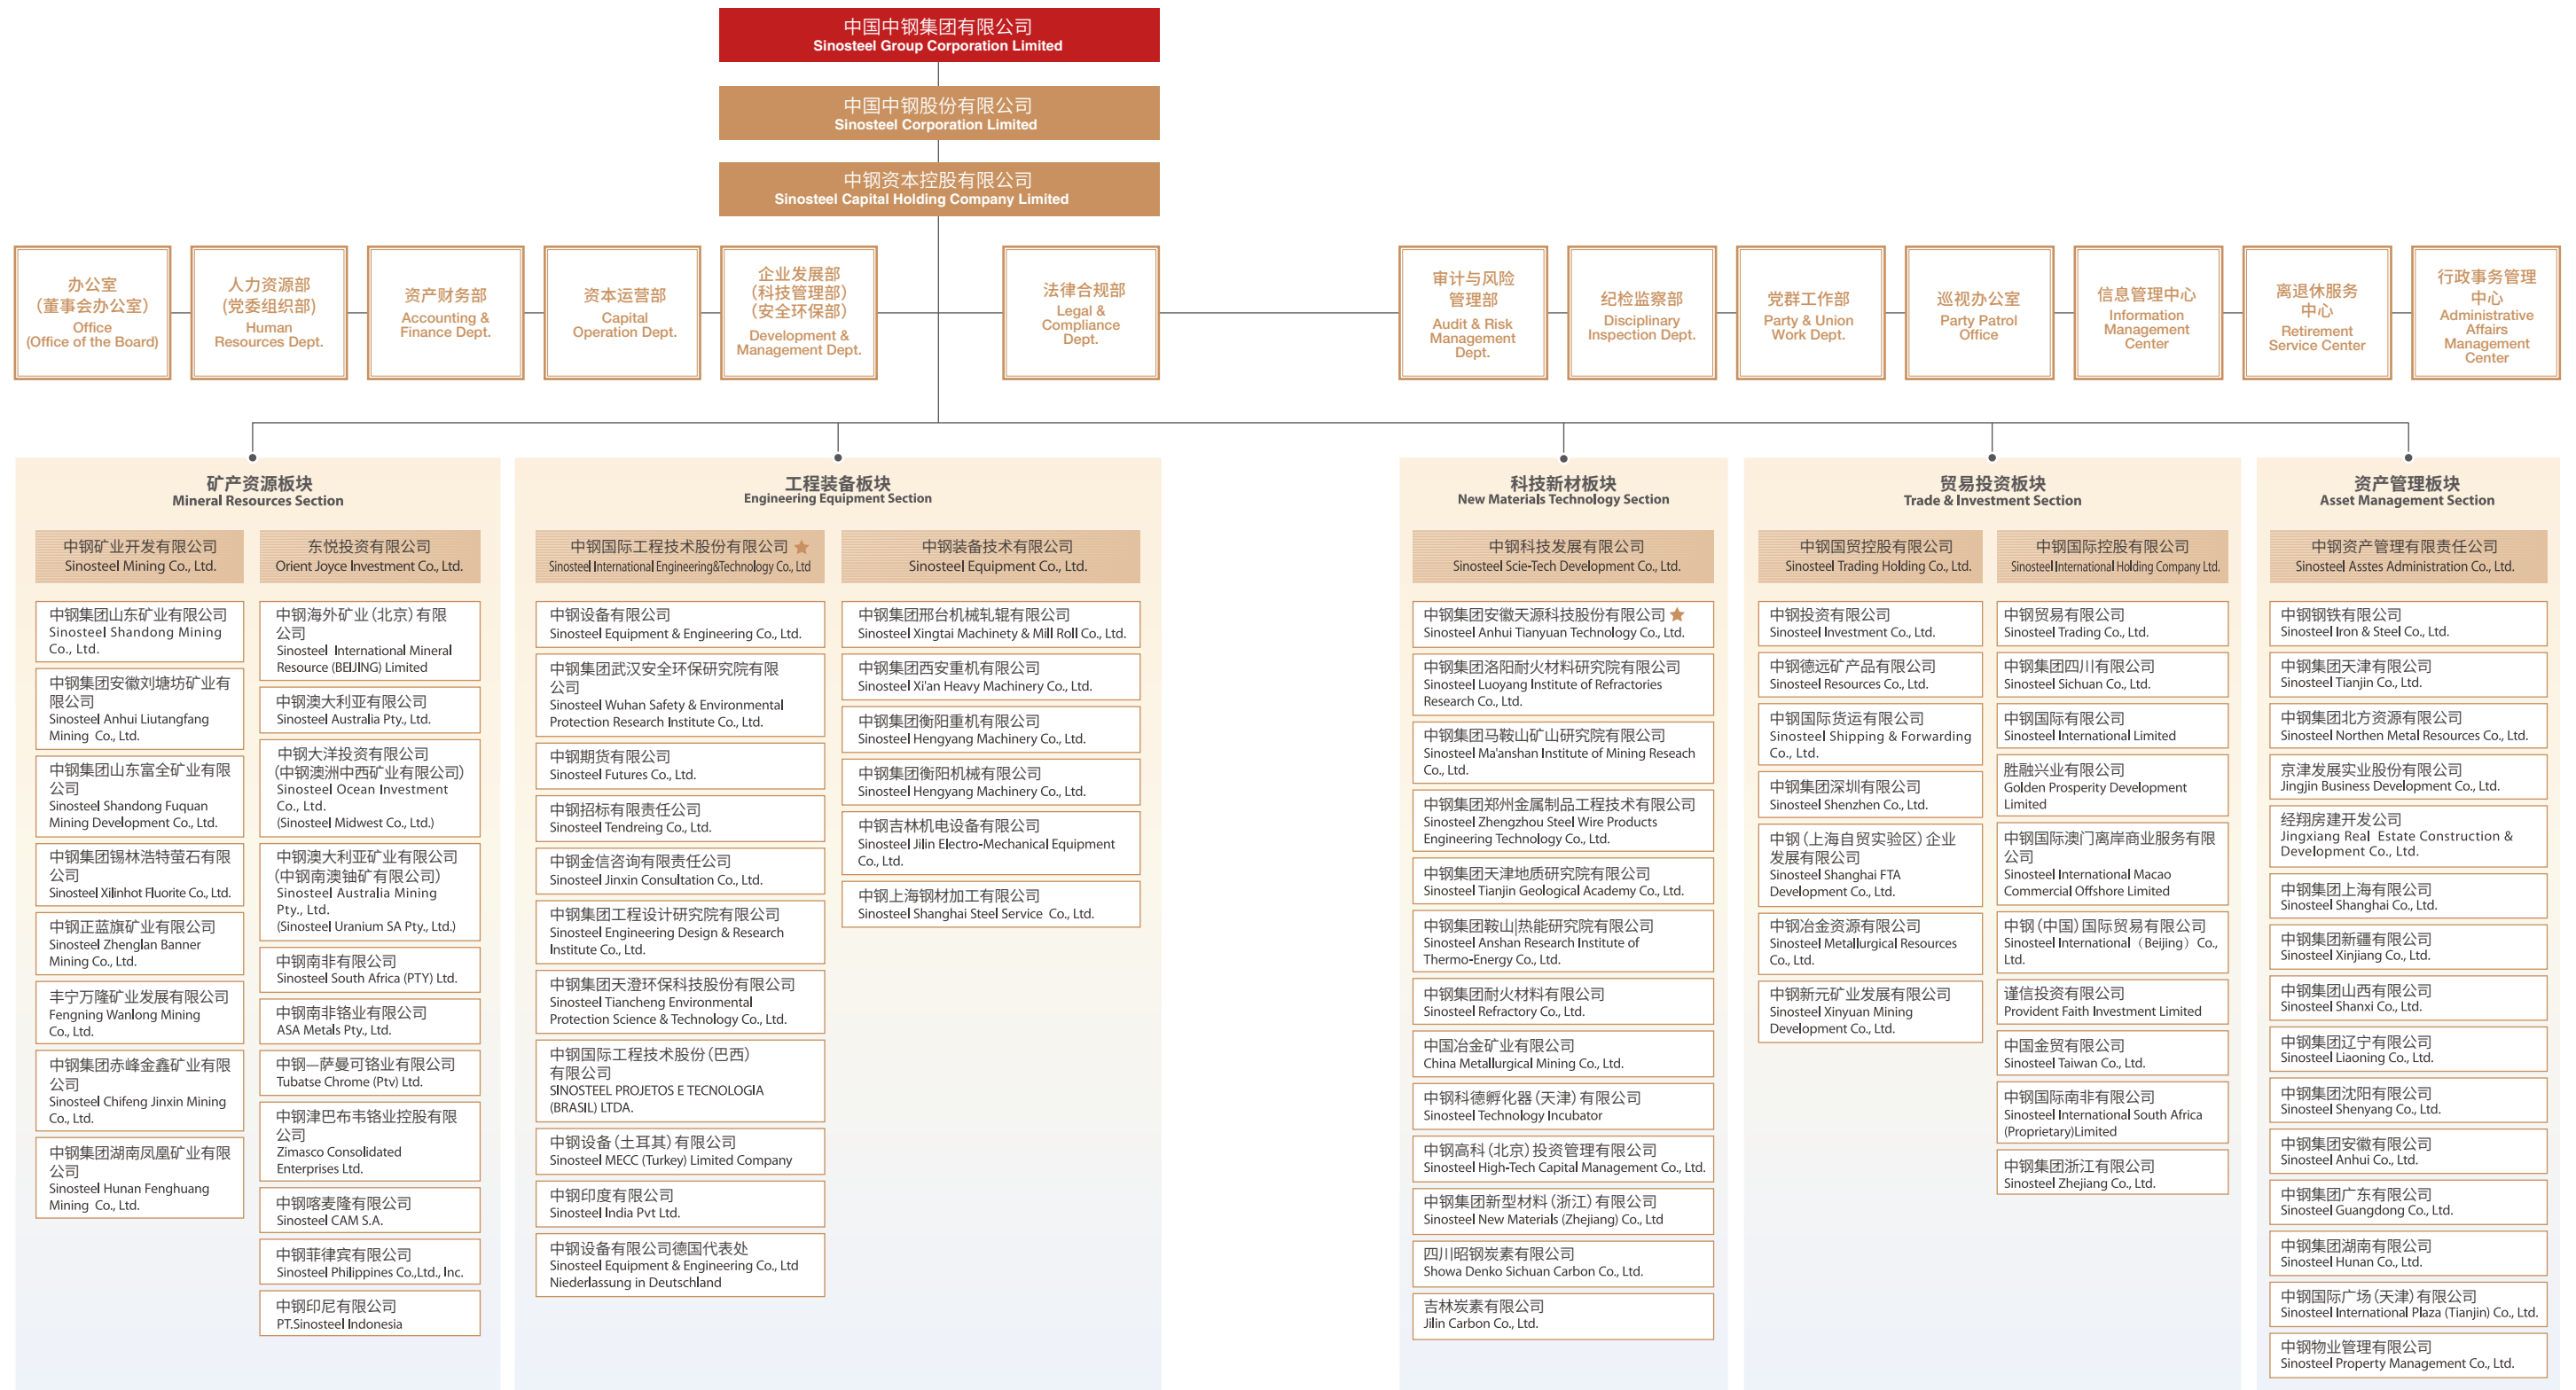 中国中钢集团有限公司
Sinosteel Group Corporation Limited
中国中钢股份有限公司
Sinosteel Corporation Limited
中钢资本控股有限公司
Sinosteel Capital Holding Company Limited
办公室
（董事会办公室）
Office
(Office of the Board)
人力资源部
(党委组织部)
Human
Resources Dept.
资产财务部
Accounting &
Finance Dept.
资本运营部
Capital
Operation Dept.
企业发展部
（科技管理部）
（安全环保部）
Development &
Management Dept.
法律合规部
Legal &
Compliance
Dept.
审计与风险
管理部
Audit & Risk
Management
Dept.
纪检监察部
Disciplinary
Inspection Dept.
党群工作部
Party & Union
Work Dept.
巡视办公室
Party Patrol
Office
信息管理中心
Information
Management
Center
离退休服务
中心
Retirement
Service Center
行政事务管理
中心
Administrative
Affairs
Management
Center
矿产资源板块
Mineral Resources Section
中钢矿业开发有限公司
Sinosteel Mining Co., Ltd.
中钢集团山东矿业有限公司
Sinosteel Shandong Mining
Co., Ltd.
中钢集团安徽刘塘坊矿业有
限公司
Sinosteel Anhui Liutangfang
Mining Co., Ltd.
中钢集团山东富全矿业有限
公司
Sinosteel Shandong Fuquan
Mining Development Co., Ltd.
中钢集团锡林浩特萤石有限
公司
Sinosteel Xilinhot Fluorite Co., Ltd.
中钢正蓝旗矿业有限公司
Sinosteel Zhenglan Banner
Mining Co., Ltd.
丰宁万隆矿业发展有限公司
Fengning Wanlong Mining
Co., Ltd.
中钢集团赤峰金鑫矿业有限
公司
Sinosteel Chifeng Jinxin Mining
Co., Ltd.
中钢集团湖南凤凰矿业有限
公司
Sinosteel Hunan Fenghuang
Mining Co., Ltd.
东悦投资有限公司
Orient Joyce Investment Co., Ltd.
中钢海外矿业（北京）有限
公司
Sinosteel International Mineral
Resource (BEIJING) Limited
中钢澳大利亚有限公司
Sinosteel Australia Pty., Ltd.
中钢大洋投资有限公司
（中钢澳洲中西矿业有限公司）
Sinosteel Ocean Investment
Co., Ltd.
(Sinosteel Midwest Co., Ltd.)
中钢澳大利亚矿业有限公司
（中钢南澳铀矿有限公司）
Sinosteel Australia Mining
Pty., Ltd.
(Sinosteel Uranium SA Pty., Ltd.)
中钢南非有限公司
Sinosteel South Africa (PTY) Ltd.
中钢南非铬业有限公司
ASA Metals Pty., Ltd.
中钢—萨曼可铬业有限公司
Tubatse Chrome (Ptv) Ltd.
中钢津巴布韦铬业控股有限
公司
Zimasco Consolidated
Enterprises Ltd.
中钢喀麦隆有限公司
Sinosteel CAM S.A.
中钢菲律宾有限公司
Sinosteel Philippines Co.,Ltd., Inc.
中钢印尼有限公司
PT.Sinosteel Indonesia
工程装备板块
Engineering Equipment Section
中钢国际工程技术股份有限公司 ★
Sinosteel International Engineering&Technology Co., Ltd
中钢设备有限公司
Sinosteel Equipment & Engineering Co., Ltd.
中钢集团武汉安全环保研究院有限
公司
Sinosteel Wuhan Safety & Environmental
Protection Research Institute Co., Ltd.
中钢期货有限公司
Sinosteel Futures Co., Ltd.
中钢招标有限责任公司
Sinosteel Tendreing Co., Ltd.
中钢金信咨询有限责任公司
Sinosteel Jinxin Consultation Co., Ltd.
中钢集团工程设计研究院有限公司
Sinosteel Engineering Design & Research
Institute Co., Ltd.
中钢集团天澄环保科技股份有限公司
Sinosteel Tiancheng Environmental
Protection Science & Technology Co., Ltd.
中钢国际工程技术股份（巴西）
有限公司
SINOSTEEL PROJETOS E TECNOLOGIA
(BRASIL) LTDA.
中钢设备（土耳其）有限公司
Sinosteel MECC (Turkey) Limited Company
中钢印度有限公司
Sinosteel India Pvt Ltd.
中钢设备有限公司德国代表处
Sinosteel Equipment & Engineering Co., Ltd
Niederlassung in Deutschland
中钢装备技术有限公司
Sinosteel Equipment Co., Ltd.
中钢集团邢台机械轧辊有限公司
Sinosteel Xingtai Machinety & Mill Roll Co., Ltd.
中钢集团西安重机有限公司
Sinosteel Xi'an Heavy Machinery Co., Ltd.
中钢集团衡阳重机有限公司
Sinosteel Hengyang Machinery Co., Ltd.
中钢集团衡阳机械有限公司
Sinosteel Hengyang Machinery Co., Ltd.
中钢吉林机电设备有限公司
Sinosteel Jilin Electro-Mechanical Equipment
Co., Ltd.
中钢上海钢材加工有限公司
Sinosteel Shanghai Steel Service Co., Ltd.
科技新材板块
New Materials Technology Section
中钢科技发展有限公司
Sinosteel Scie-Tech Development Co., Ltd.
中钢集团安徽天源科技股份有限公司 ★
Sinosteel Anhui Tianyuan Technology Co., Ltd.
中钢集团洛阳耐火材料研究院有限公司
Sinosteel Luoyang Institute of Refractories
Research Co., Ltd.
中钢集团马鞍山矿山研究院有限公司
Sinosteel Ma'anshan Institute of Mining Reseach
Co., Ltd.
中钢集团郑州金属制品工程技术有限公司
Sinosteel Zhengzhou Steel Wire Products
Engineering Technology Co., Ltd.
中钢集团天津地质研究院有限公司
Sinosteel Tianjin Geological Academy Co., Ltd.
中钢集团鞍山|热能研究院有限公司
Sinosteel Anshan Research Institute of
Thermo-Energy Co., Ltd.
中钢集团耐火材料有限公司
Sinosteel Refractory Co., Ltd.
中国冶金矿业有限公司
China Metallurgical Mining Co., Ltd.
中钢科德孵化器（天津）有限公司
Sinosteel Technology Incubator
中钢高科（北京）投资管理有限公司
Sinosteel High-Tech Capital Management Co., Ltd.
中钢集团新型材料（浙江）有限公司
Sinosteel New Materials (Zhejiang) Co., Ltd
四川昭钢炭素有限公司
Showa Denko Sichuan Carbon Co., Ltd.
吉林炭素有限公司
Jilin Carbon Co., Ltd.
贸易投资板块
Trade & Investment Section
中钢国贸控股有限公司
Sinosteel Trading Holding Co., Ltd.
中钢投资有限公司
Sinosteel Investment Co., Ltd.
中钢德远矿产品有限公司
Sinosteel Resources Co., Ltd.
中钢国际货运有限公司
Sinosteel Shipping & Forwarding
Co., Ltd.
中钢集团深圳有限公司
Sinosteel Shenzhen Co., Ltd.
中钢（上海自贸实验区）企业
发展有限公司
Sinosteel Shanghai FTA
Development Co., Ltd.
中钢冶金资源有限公司
Sinosteel Metallurgical Resources
Co., Ltd.
中钢新元矿业发展有限公司
Sinosteel Xinyuan Mining
Development Co., Ltd.
中钢国际控股有限公司
Sinosteel International Holding Company Ltd.
中钢贸易有限公司
Sinosteel Trading Co., Ltd.
中钢集团四川有限公司
Sinosteel Sichuan Co., Ltd.
中钢国际有限公司
Sinosteel International Limited
胜融兴业有限公司
Golden Prosperity Development
Limited
中钢国际澳门离岸商业服务有限
公司
Sinosteel International Macao
Commercial Offshore Limited
中钢（中国）国际贸易有限公司
Sinosteel International（Beijing）Co.,
Ltd.
谨信投资有限公司
Provident Faith Investment Limited
中国金贸有限公司
Sinosteel Taiwan Co., Ltd.
中钢国际南非有限公司
Sinosteel International South Africa
(Proprietary)Limited
中钢集团浙江有限公司
Sinosteel Zhejiang Co., Ltd.
资产管理板块
Asset Management Section
中钢资产管理有限责任公司
Sinosteel Asstes Administration Co., Ltd.
中钢钢铁有限公司
Sinosteel Iron & Steel Co., Ltd.
中钢集团天津有限公司
Sinosteel Tianjin Co., Ltd.
中钢集团北方资源有限公司
Sinosteel Northen Metal Resources Co., Ltd.
京津发展实业股份有限公司
Jingjin Business Development Co., Ltd.
经翔房建开发公司
Jingxiang Real Estate Construction &
Development Co., Ltd.
中钢集团上海有限公司
Sinosteel Shanghai Co., Ltd.
中钢集团新疆有限公司
Sinosteel Xinjiang Co., Ltd.
中钢集团山西有限公司
Sinosteel Shanxi Co., Ltd.
中钢集团辽宁有限公司
Sinosteel Liaoning Co., Ltd.
中钢集团沈阳有限公司
Sinosteel Shenyang Co., Ltd.
中钢集团安徽有限公司
Sinosteel Anhui Co., Ltd.
中钢集团广东有限公司
Sinosteel Guangdong Co., Ltd.
中钢集团湖南有限公司
Sinosteel Hunan Co., Ltd.
中钢国际广场（天津）有限公司
Sinosteel International Plaza (Tianjin) Co., Ltd.
中钢物业管理有限公司
Sinosteel Property Management Co., Ltd.